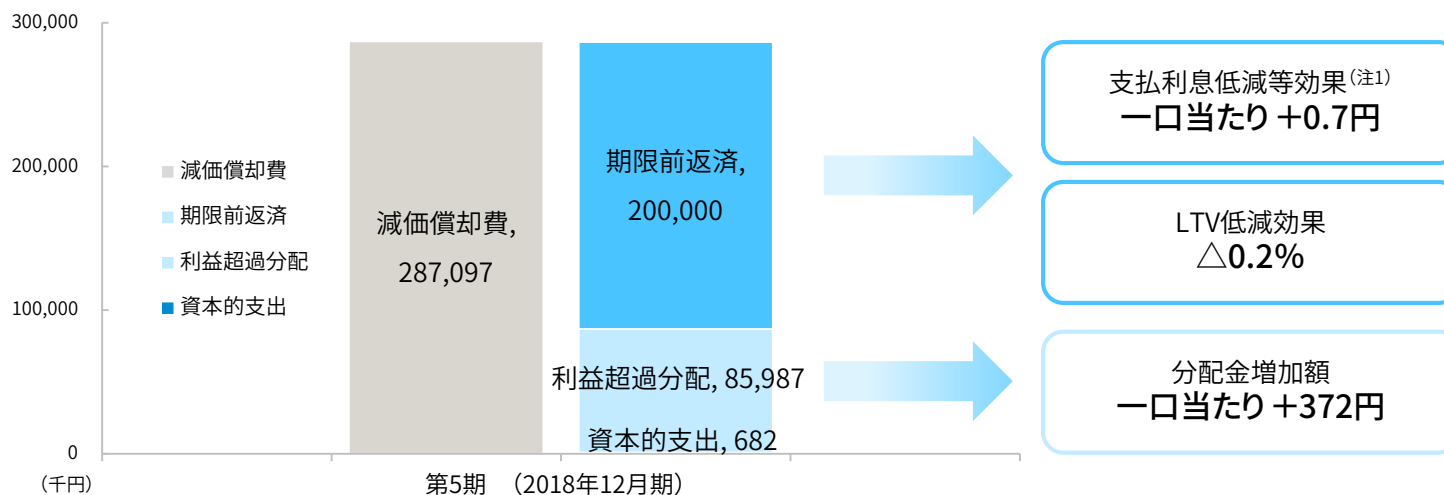 300,000
200,000
100,000
0
（千円）
減価償却費
期限前返済
利益超過分配
資本的支出
減価償却費,
287,097
期限前返済,
200,000
利益超過分配, 85,987
資本的支出, 682
第5期 （2018年12月期）
支払利息低減等効果(注1)
一口当たり＋0.7円
LTV低減効果
△0.2%
分配金増加額
一口当たり＋372円